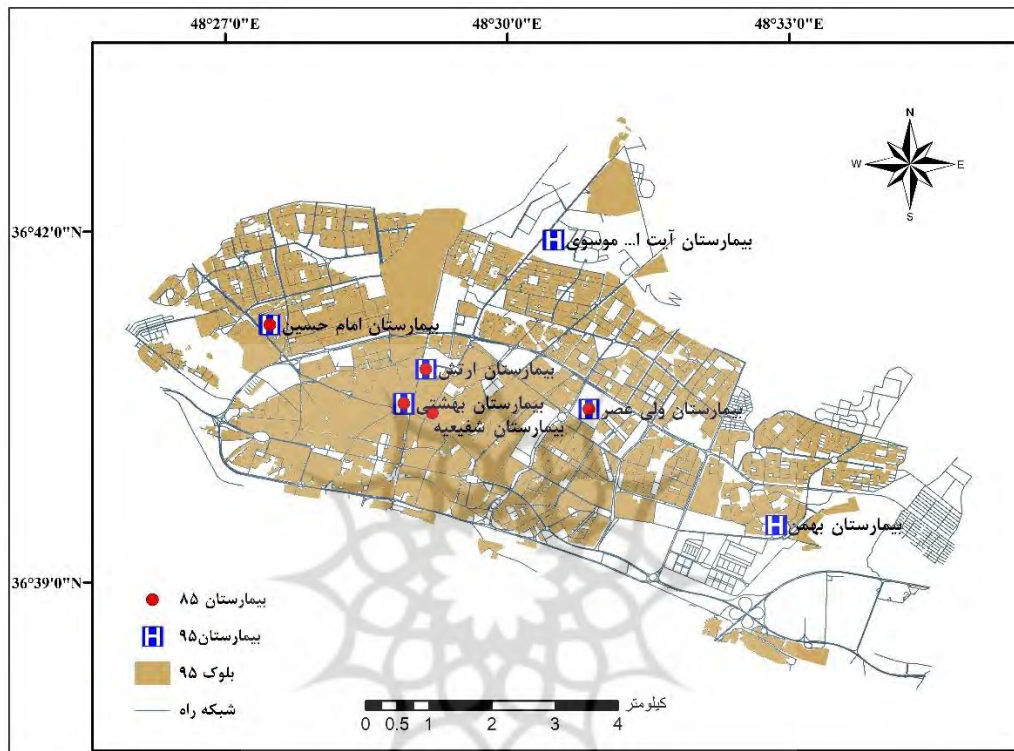 48°27'0"E
48°30'0"E
48°33'0"E
N
W
E
S
36°42'0"N
بیمارستان آیت ا... موسوی
بیمارستان امام حسین
بیمارستان ارتش
بیمارستان بهشتی
بیمارستان ولی عصر
بیمارستان شفیعیه
بیمارستان بهمن
36°39'0"N
بیمارستان ۸۵
H بیمارستان۹۵
بلوک ۹۵
شبکه راه
کیلومتر
0 0.5 1 2 3 4